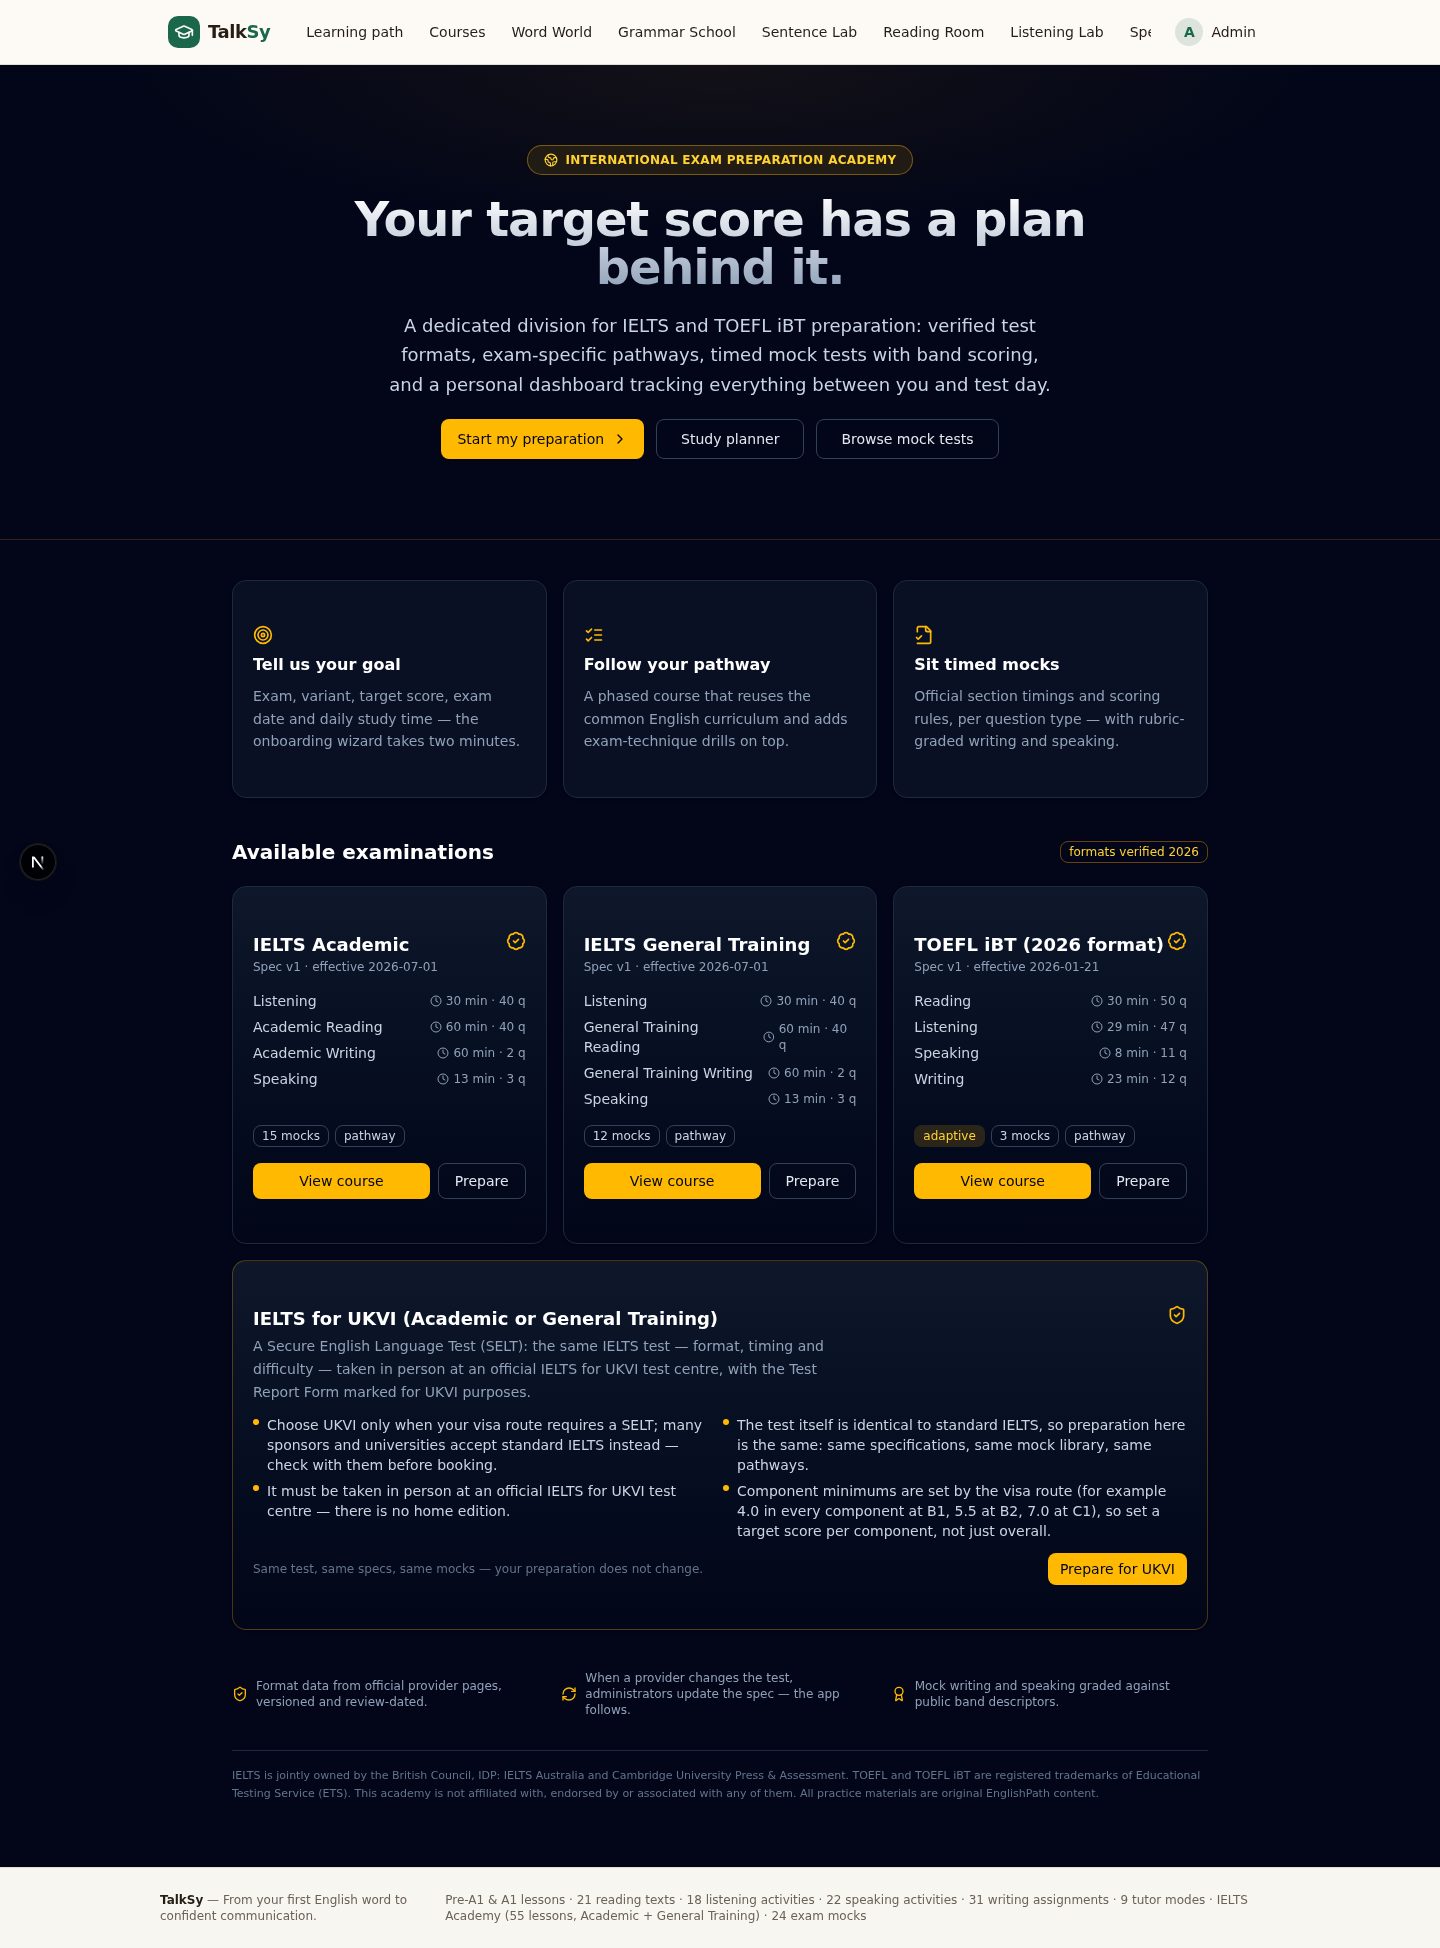 TalkSy
Learning path
Courses
Word World
Grammar School
Sentence Lab
Reading Room
Listening Lab
A
Admin
INTERNATIONAL EXAM PREPARATION ACADEMY
Your target score has a plan
behind it.
A dedicated division for IELTS and TOEFL iBT preparation: verified test
formats, exam-specific pathways, timed mock tests with band scoring,
and a personal dashboard tracking everything between you and test day.
Start my preparation
Study planner
Browse mock tests
Tell us your goal
Exam, variant, target score, exam
date and daily study time — the
onboarding wizard takes two minutes.
Follow your pathway
A phased course that reuses the
common English curriculum and adds
exam-technique drills on top.
Sit timed mocks
Official section timings and scoring
rules, per question type — with rubric-
graded writing and speaking.
Available examinations
formats verified 2026
N
IELTS Academic
Spec v1 · effective 2026-07-01
Listening 30 min · 40 q
Academic Reading 60 min · 40 q
Academic Writing 60 min · 2 q
Speaking 13 min · 3 q
15 mocks pathway
View course Prepare
IELTS General Training
Spec v1 · effective 2026-07-01
Listening 30 min · 40 q
General Training
Reading
60 min · 40
q
General Training Writing 60 min · 2 q
Speaking 13 min · 3 q
12 mocks pathway
View course Prepare
TOEFL iBT (2026 format)
Spec v1 · effective 2026-01-21
Reading 30 min · 50 q
Listening 29 min · 47 q
Speaking 8 min · 11 q
Writing 23 min · 12 q
adaptive 3 mocks pathway
View course Prepare
IELTS for UKVI (Academic or General Training)
A Secure English Language Test (SELT): the same IELTS test — format, timing and
difficulty — taken in person at an official IELTS for UKVI test centre, with the Test
Report Form marked for UKVI purposes.
Choose UKVI only when your visa route requires a SELT; many
sponsors and universities accept standard IELTS instead —
check with them before booking.
The test itself is identical to standard IELTS, so preparation here
is the same: same specifications, same mock library, same
pathways.
It must be taken in person at an official IELTS for UKVI test
centre — there is no home edition.
Component minimums are set by the visa route (for example
4.0 in every component at B1, 5.5 at B2, 7.0 at C1), so set a
target score per component, not just overall.
Same test, same specs, same mocks — your preparation does not change.
Prepare for UKVI
Format data from official provider pages,
versioned and review-dated.
When a provider changes the test,
administrators update the spec — the app
follows.
Mock writing and speaking graded against
public band descriptors.
IELTS is jointly owned by the British Council, IDP: IELTS Australia and Cambridge University Press & Assessment. TOEFL and TOEFL iBT are registered trademarks of Educational
Testing Service (ETS). This academy is not affiliated with, endorsed by or associated with any of them. All practice materials are original EnglishPath content.
TalkSy — From your first English word to
confident communication.
Pre-A1 & A1 lessons · 21 reading texts · 18 listening activities · 22 speaking activities · 31 writing assignments · 9 tutor modes · IELTS
Academy (55 lessons, Academic + General Training) · 24 exam mocks